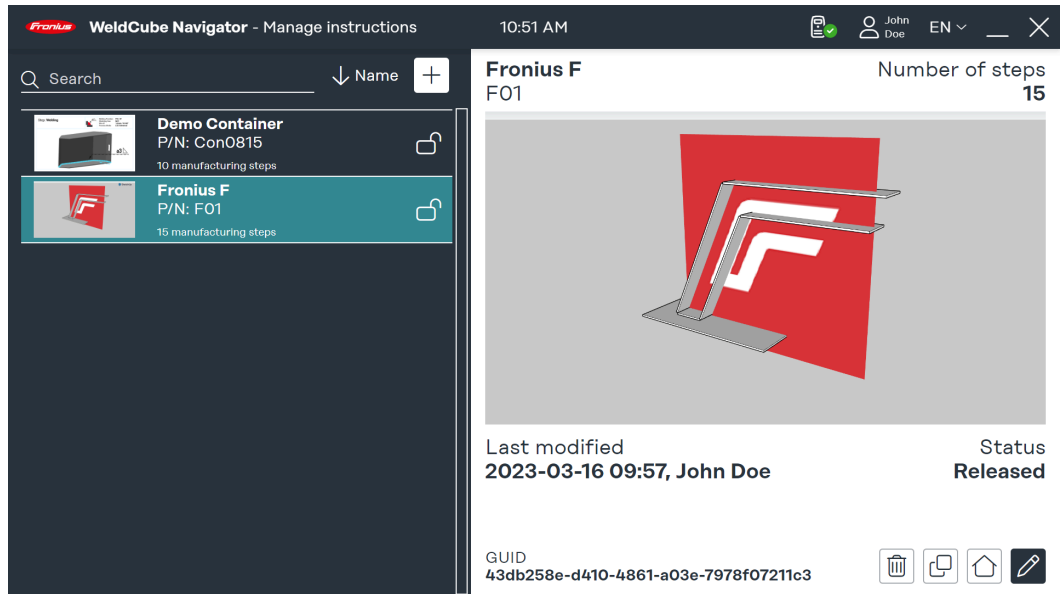 Fronius WeldCube Navigator - Manage instructions 10:51 AM John Doe EN
Search Name
Demo Container
P/N: Con0815
10 manufacturing steps
Fronius F
P/N: F01
15 manufacturing steps
Fronius F Number of steps
F01 15
Last modified Status
2023-03-16 09:57, John Doe Released
GUID
43db258e-d410-4861-a03e-7978f07211c3